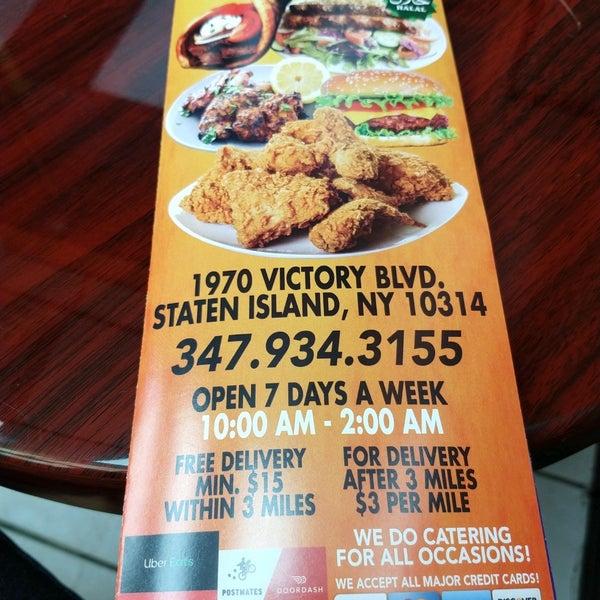 HALAL
1970 VICTORY BLVD.
STATEN ISLAND, NY 10314
347.934.3155
OPEN 7 DAYS A WEEK
10:00 AM - 2:00 AM
FREE DELIVERY
MIN. $15
WITHIN 3 MILES
FOR DELIVERY
AFTER 3 MILES
$3 PER MILE
Uber Eats
POSTMATES
DOORDASH
WE DO CATERING
FOR ALL OCCASIONS!
WE ACCEPT ALL MAJOR CREDIT CARDS!
DISCOVER